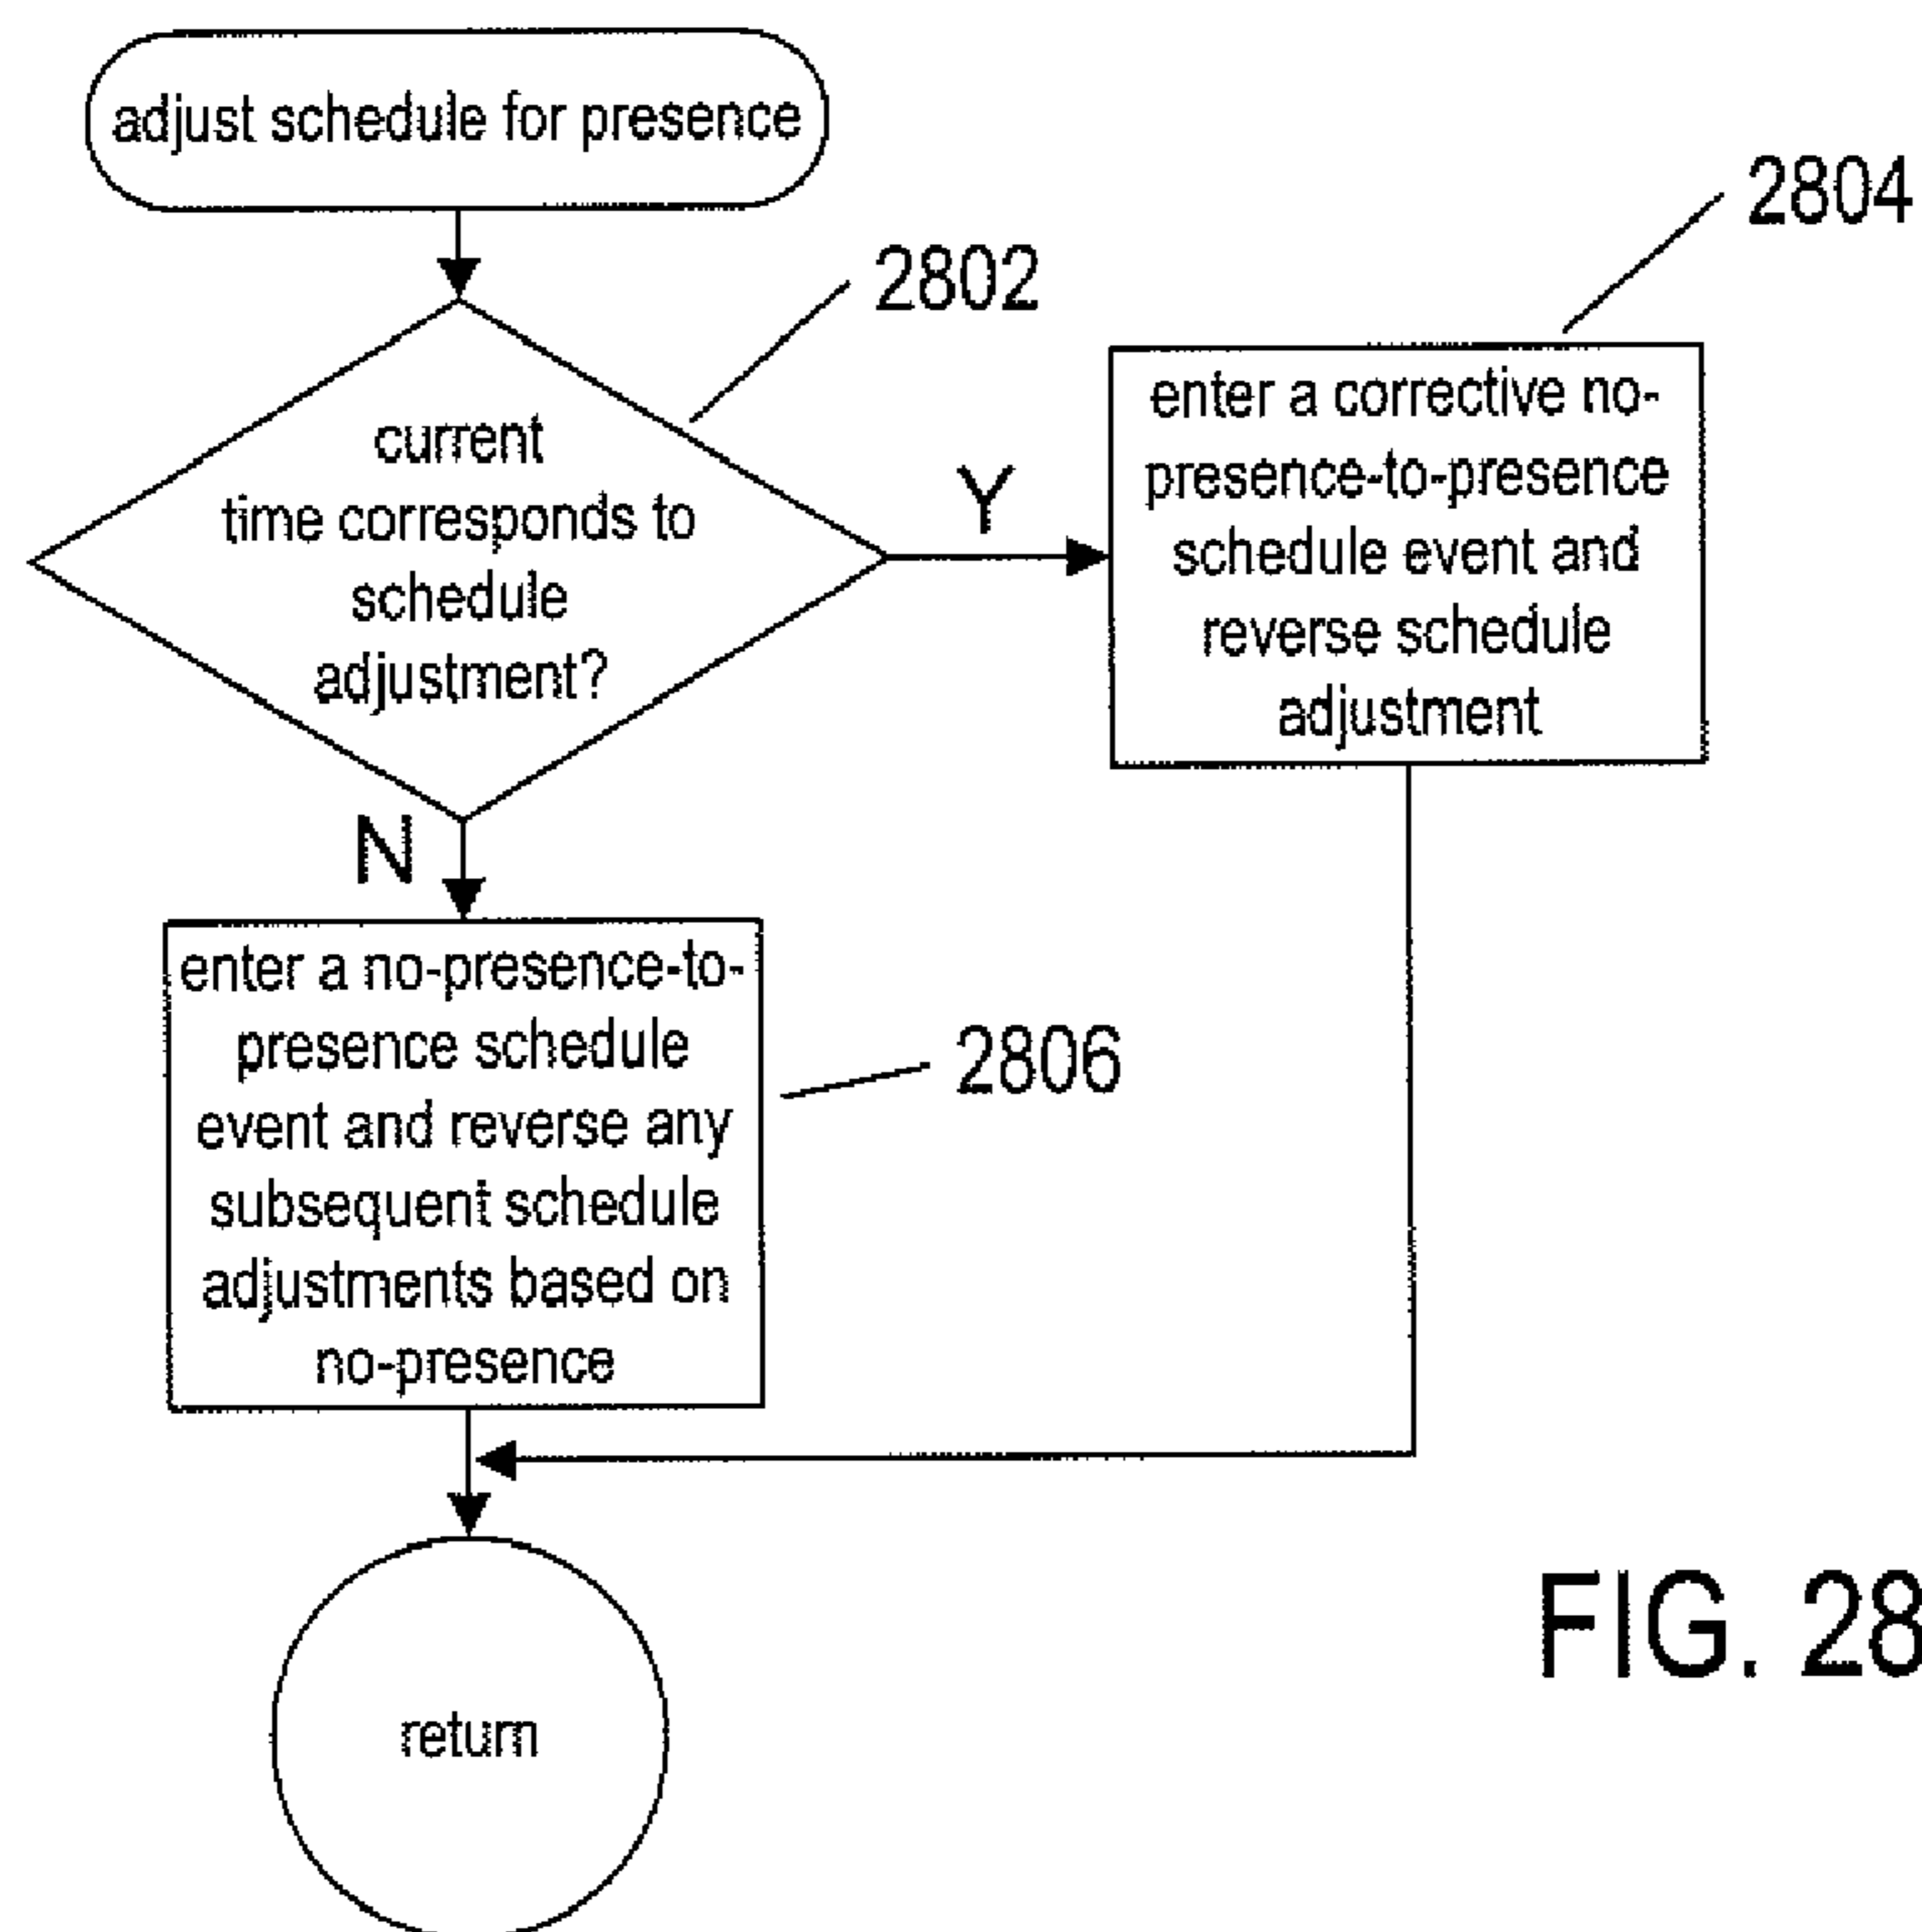 adjust schedule for presence
2804
2802
current
time corresponds to
schedule
adjustment?
Y
enter a corrective no-
presence-to-presence
schedule event and
reverse schedule
adjustment
N
enter a no-presence-to-
presence schedule
event and reverse any
subsequent schedule
adjustments based on
no-presence
2806
return
FIG. 28